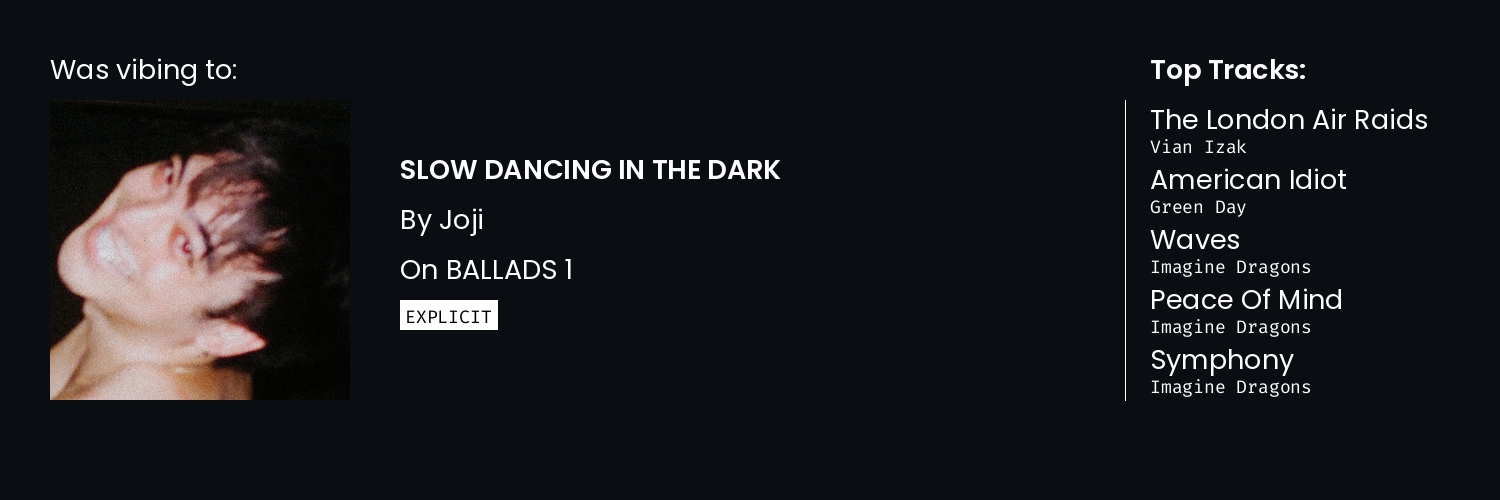 Was vibing to:
SLOW DANCING IN THE DARK
By Joji
On BALLADS 1
EXPLICIT
Top Tracks:
The London Air Raids
Vian Izak
American Idiot
Green Day
Waves
Imagine Dragons
Peace Of Mind
Imagine Dragons
Symphony
Imagine Dragons